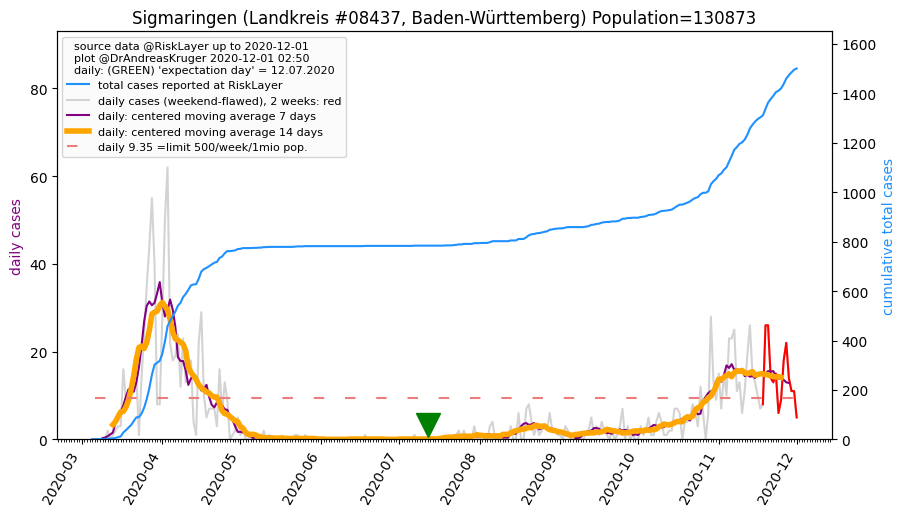 Sigmaringen (Landkreis #08437, Baden-Württemberg) Population=130873
source data @RiskLayer up to 2020-12-01
plot @DrAndreasKruger 2020-12-01 02:50
daily: (GREEN) 'expectation day' = 12.07.2020
total cases reported at RiskLayer
daily cases (weekend-flawed), 2 weeks: red
daily: centered moving average 7 days
daily: centered moving average 14 days
daily 9.35 =limit 500/week/1mio pop.
daily cases
80
60
40
20
0
cumulative total cases
1600
1400
1200
1000
800
600
400
200
0
2020-03
2020-04
2020-05
2020-06
2020-07
2020-08
2020-09
2020-10
2020-11
2020-12